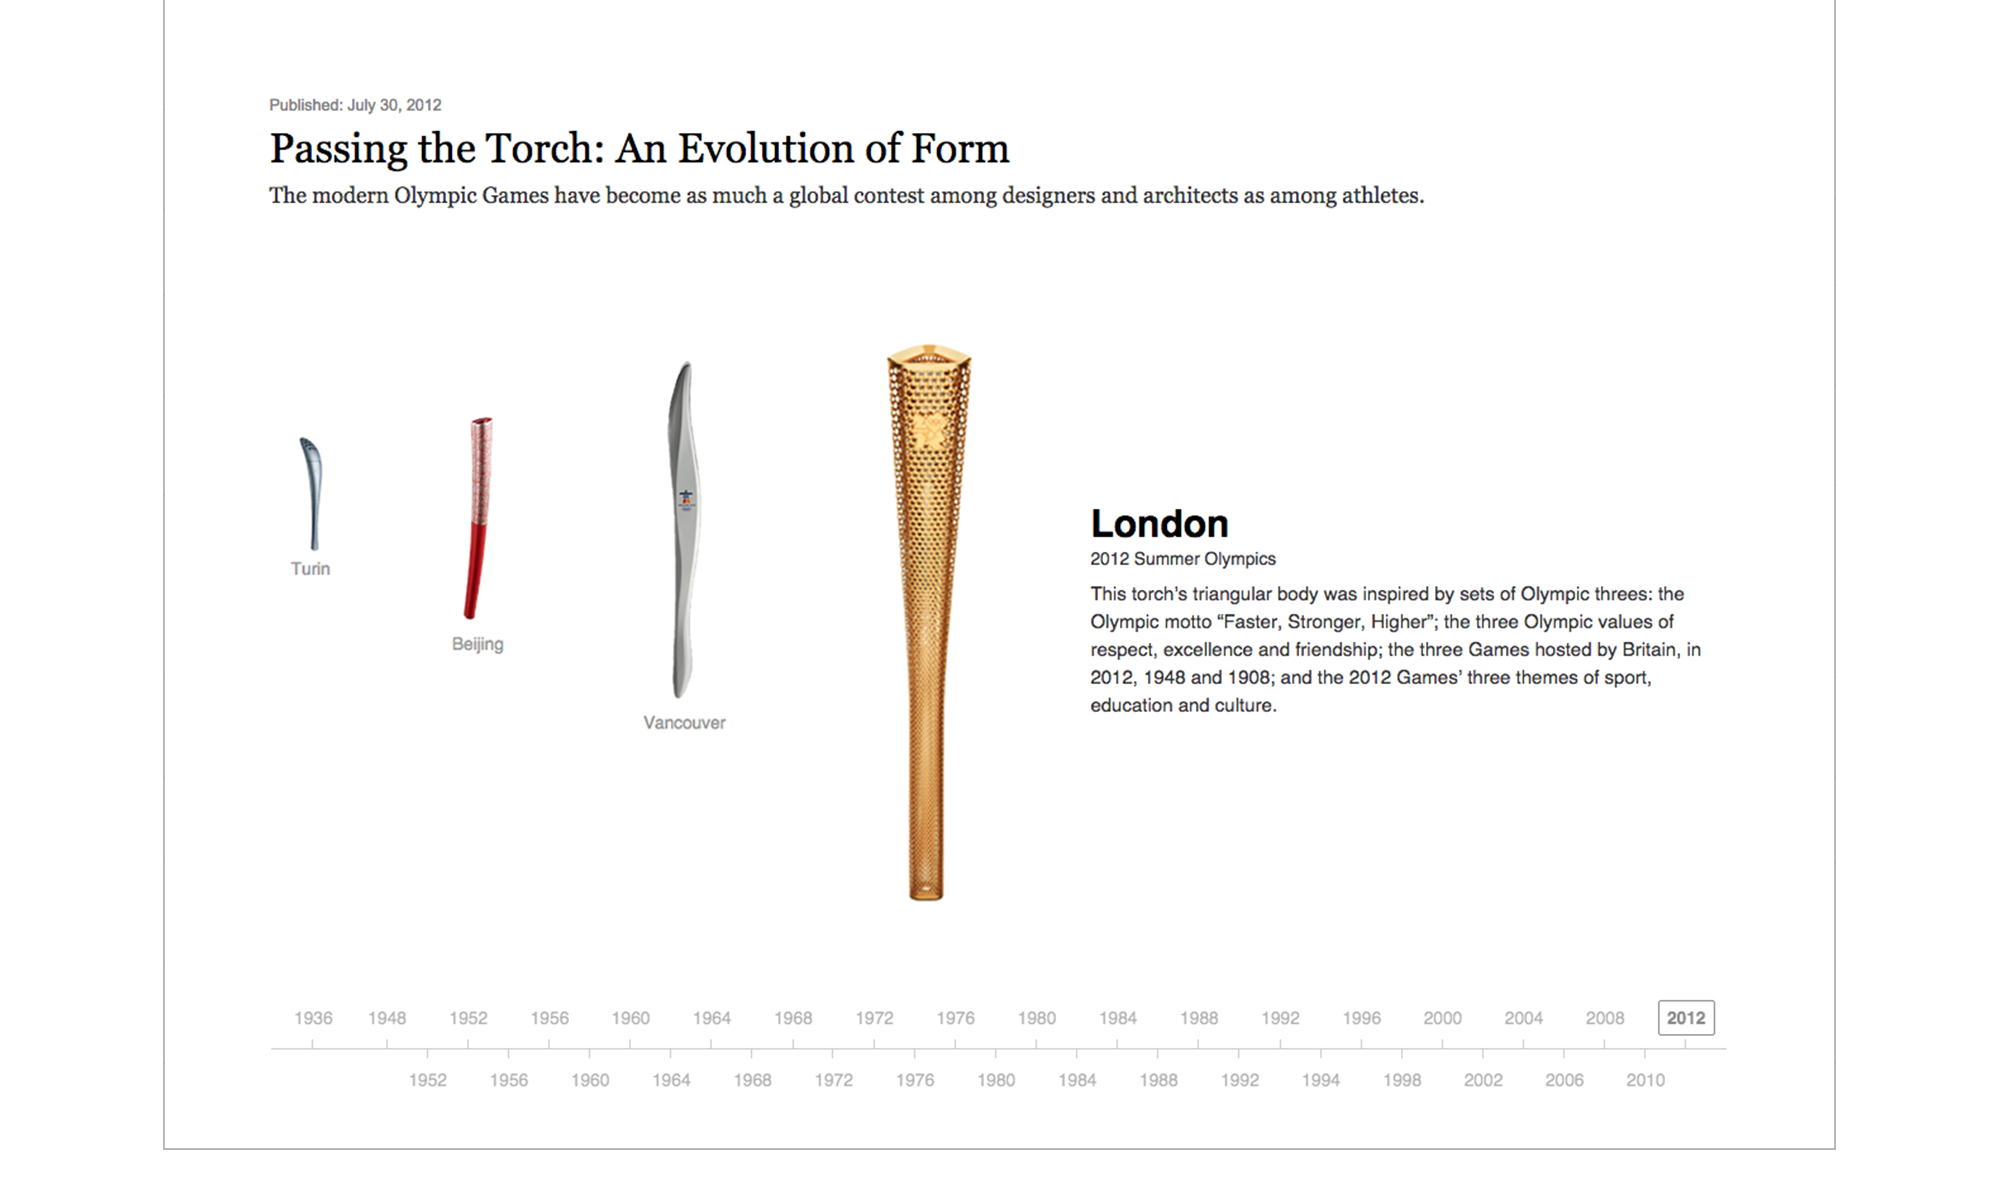 Published: July 30, 2012
Passing the Torch: An Evolution of Form
The modern Olympic Games have become as much a global contest among designers and architects as among athletes.
Turin
Beijing
Vancouver
London
2012 Summer Olympics
This torch's triangular body was inspired by sets of Olympic threes: the
Olympic motto “Faster, Stronger, Higher”; the three Olympic values of
respect, excellence and friendship; the three Games hosted by Britain, in
2012, 1948 and 1908; and the 2012 Games’ three themes of sport,
education and culture.
1936 1948 1952 1956 1960 1964 1968 1972 1976 1980 1984 1988 1992 1996 2000 2004 2008 2012
1952 1956 1960 1964 1968 1972 1976 1980 1984 1988 1992 1994 1998 2002 2006 2010